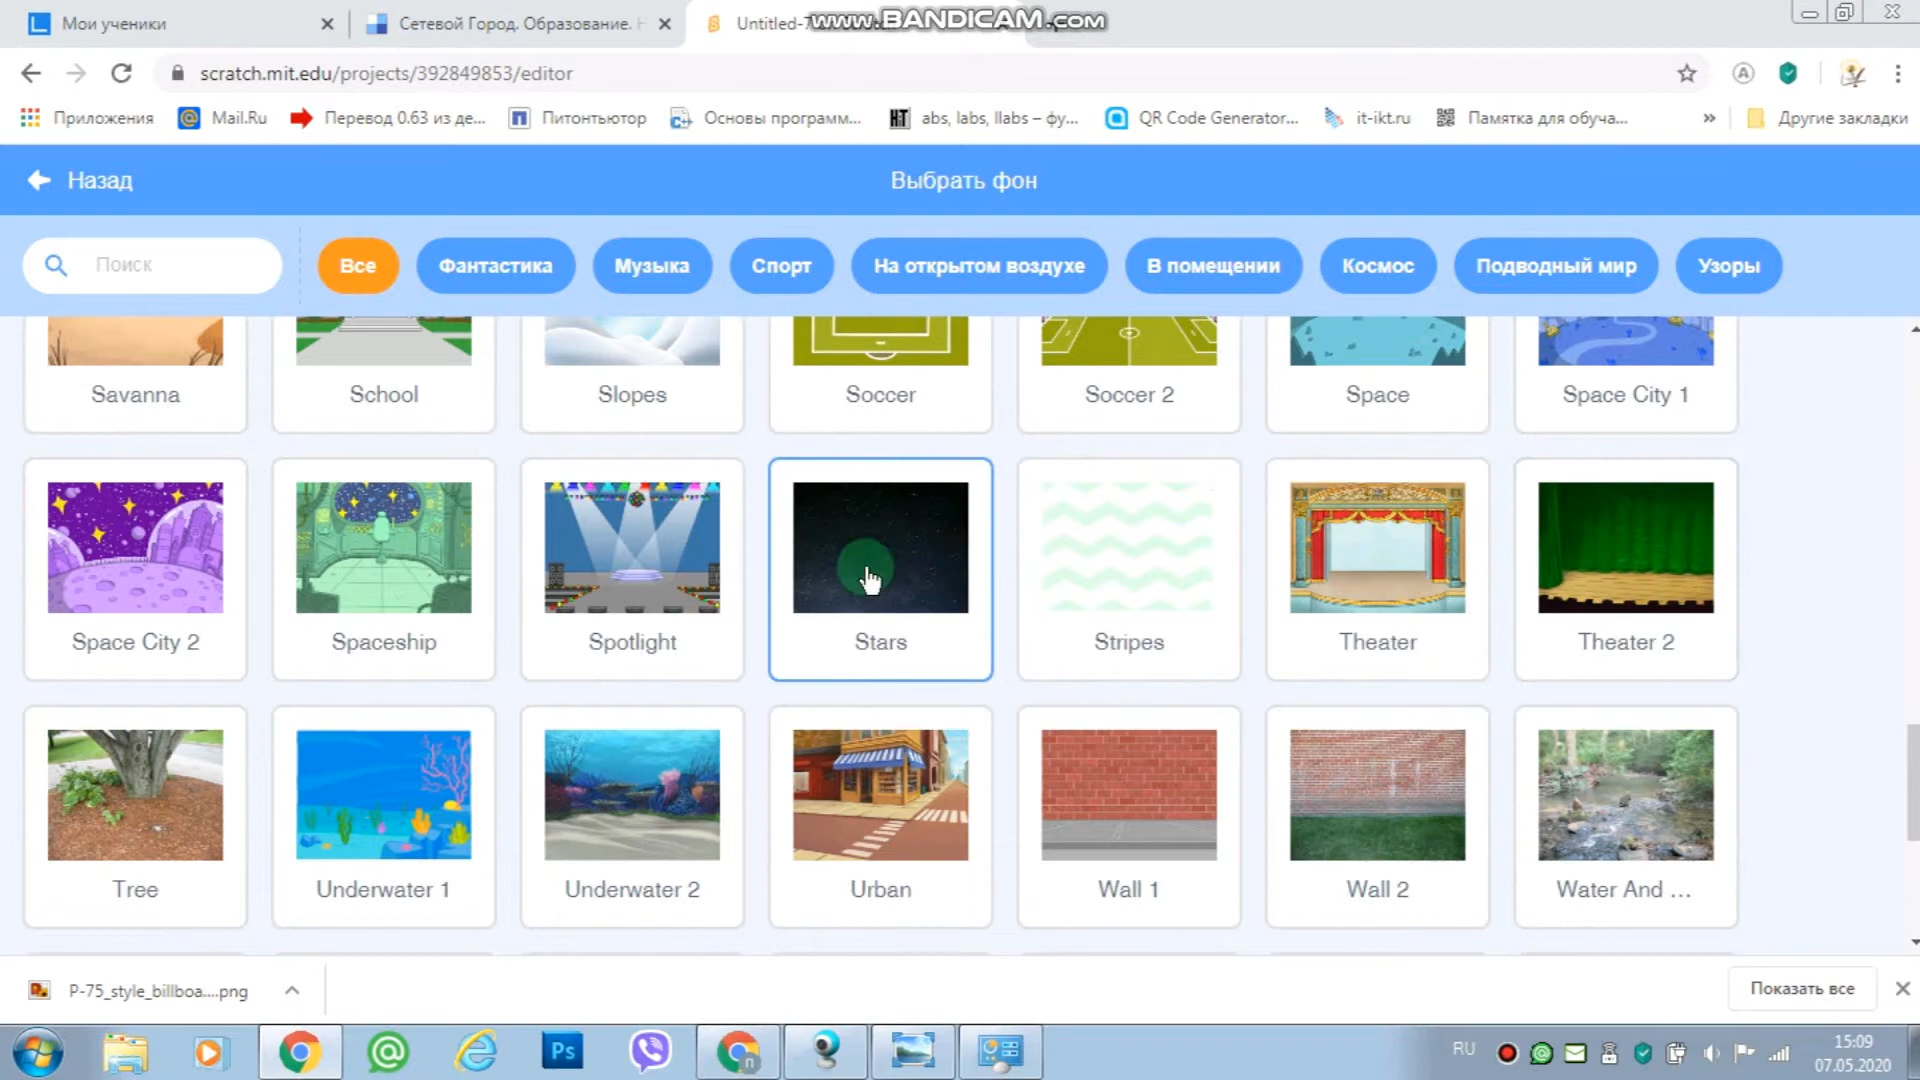 Мои ученики
Сетевой Город. Образование.
Untitled-7
www.BANDICAM.com
scratch.mit.edu/projects/392849853/editor
Приложения
Mail.Ru
Перевод 0.63 из де...
Питонтьютор
Основы программ...
abs, labs, llabs – фу...
QR Code Generator...
it-ikt.ru
Памятка для обуча...
»
Другие закладки
Назад
Выбрать фон
Поиск
Все
Фантастика
Музыка
Спорт
На открытом воздухе
В помещении
Космос
Подводный мир
Узоры
Savanna
School
Slopes
Soccer
Soccer 2
Space
Space City 1
Space City 2
Spaceship
Spotlight
Stars
Stripes
Theater
Theater 2
Tree
Underwater 1
Underwater 2
Urban
Wall 1
Wall 2
Water And ...
P-75_style_billboa....png
Показать все
Ps
RU
15:09
07.05.2020